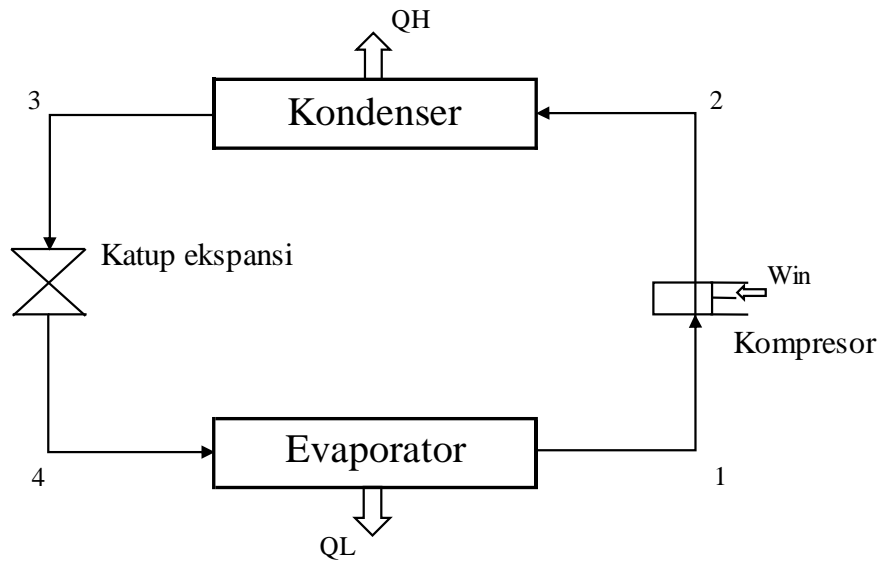 QH
3
2
Kondenser
Katup ekspansi
Win
Kompresor
Evaporator
4
1
QL